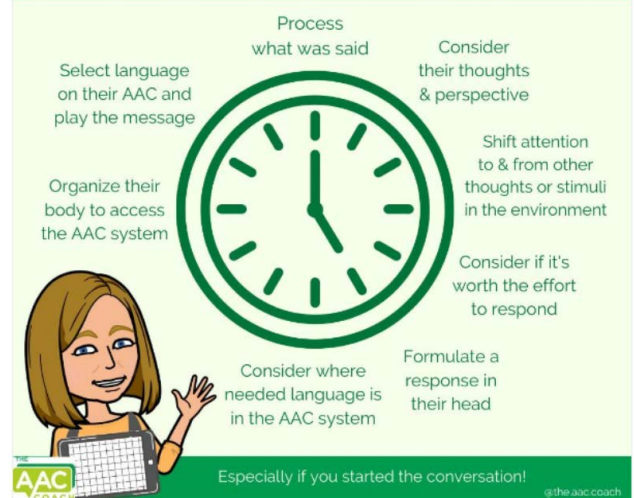 Process
what was said
Consider
their thoughts
& perspective
Shift attention
to & from other
thoughts or stimuli
in the environment
Consider if it's
worth the effort
to respond
Formulate a
response in
their head
Consider where
needed language is
in the AAC system
Organize their
body to access
the AAC system
Select language
on their AAC and
play the message
Especially if you started the conversation!
@the.aac.coach
THE
AAC
COACH